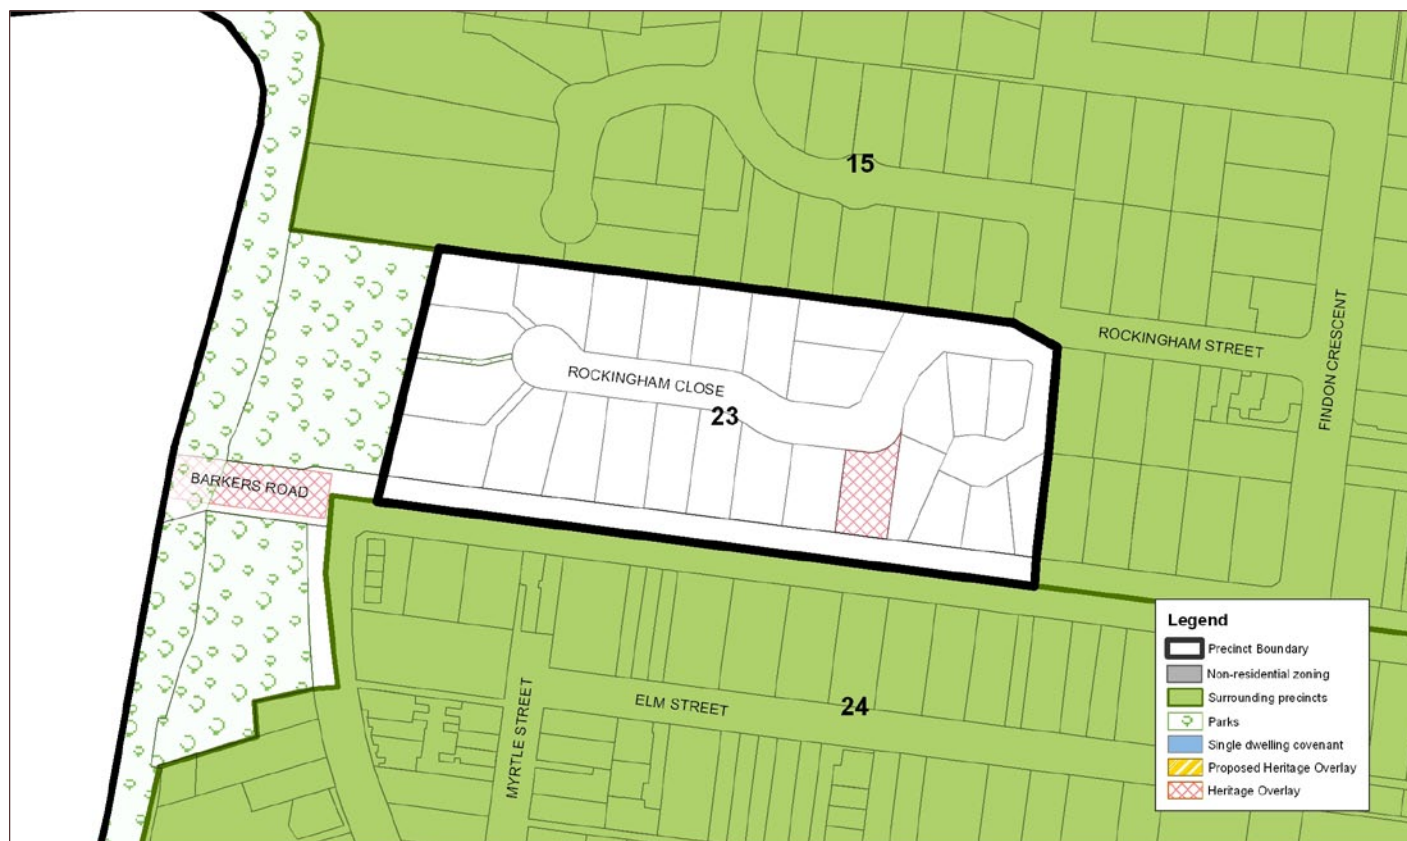 15
ROCKINGHAM STREET
FINDON CRESCENT
ROCKINGHAM CLOSE
23
BARKERS ROAD
ELM STREET
24
MYRTLE STREET
Legend
Precinct Boundary
Non-residential zoning
Surrounding precincts
Parks
Single dwelling covenant
Proposed Heritage Overlay
Heritage Overlay